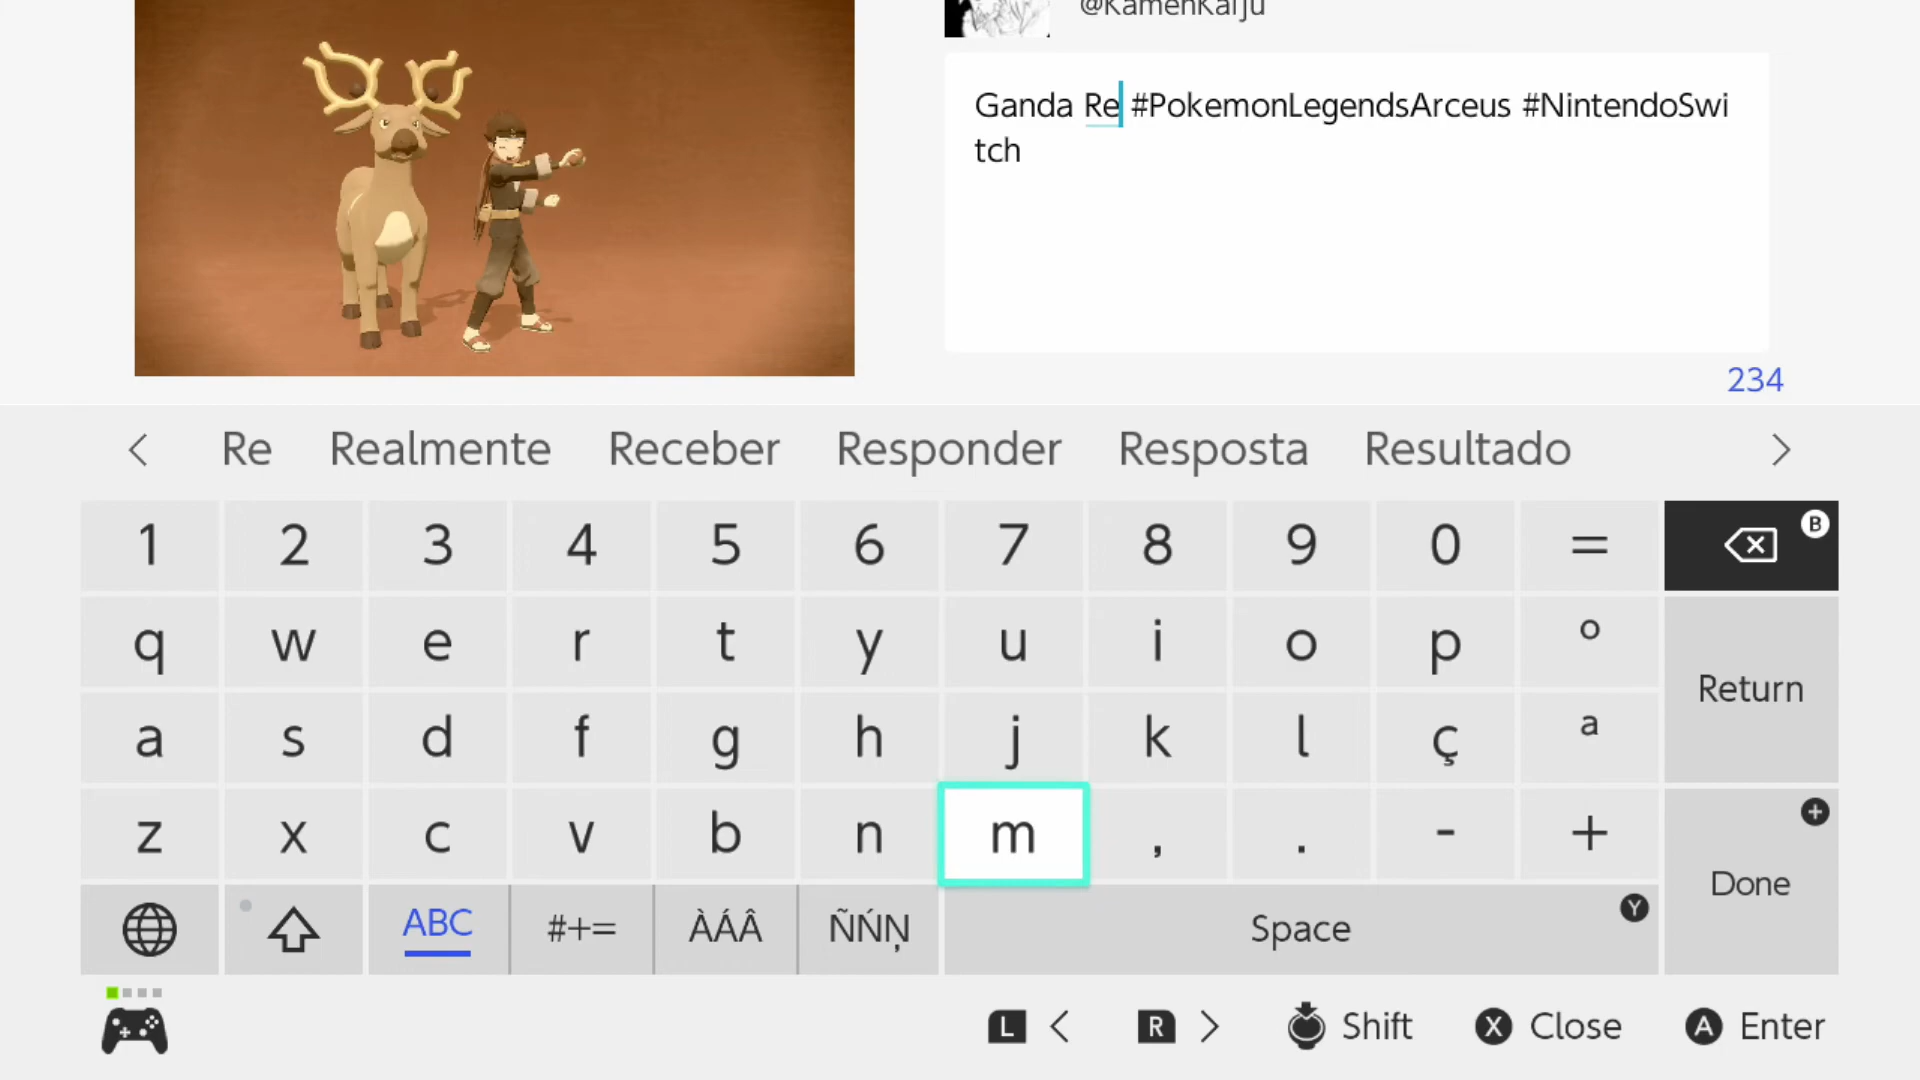 @KamenKaiju
Ganda Re #PokemonLegendsArceus #NintendoSwi
tch
234
Re Realmente Receber Responder Resposta Resultado
1 2 3 4 5 6 7 8 9 0 = B
q w e r t y u i o p º
Return
a s d f g h j k l ç ª
z x c v b n m , . - +
Done
ABC #+= ÀÁÂ ÑŃŅ Space Y
L < R > Shift X Close A Enter